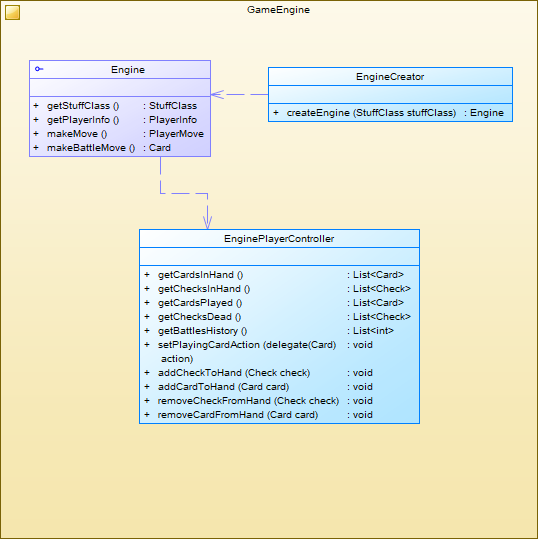 GameEngine
Engine
+ getStuffClass () : StuffClass
+ getPlayerInfo () : PlayerInfo
+ makeMove () : PlayerMove
+ makeBattleMove () : Card
EngineCreator
+ createEngine (StuffClass stuffClass) : Engine
EnginePlayerController
+ getCardsInHand () : List<Card>
+ getChecksInHand () : List<Check>
+ getCardsPlayed () : List<Card>
+ getChecksDead () : List<Check>
+ getBattlesHistory () : List<int>
+ setPlayingCardAction (delegate(Card) : void
action)
+ addCheckToHand (Check check) : void
+ addCardToHand (Card card) : void
+ removeCheckFromHand (Check check) : void
+ removeCardFromHand (Card card) : void